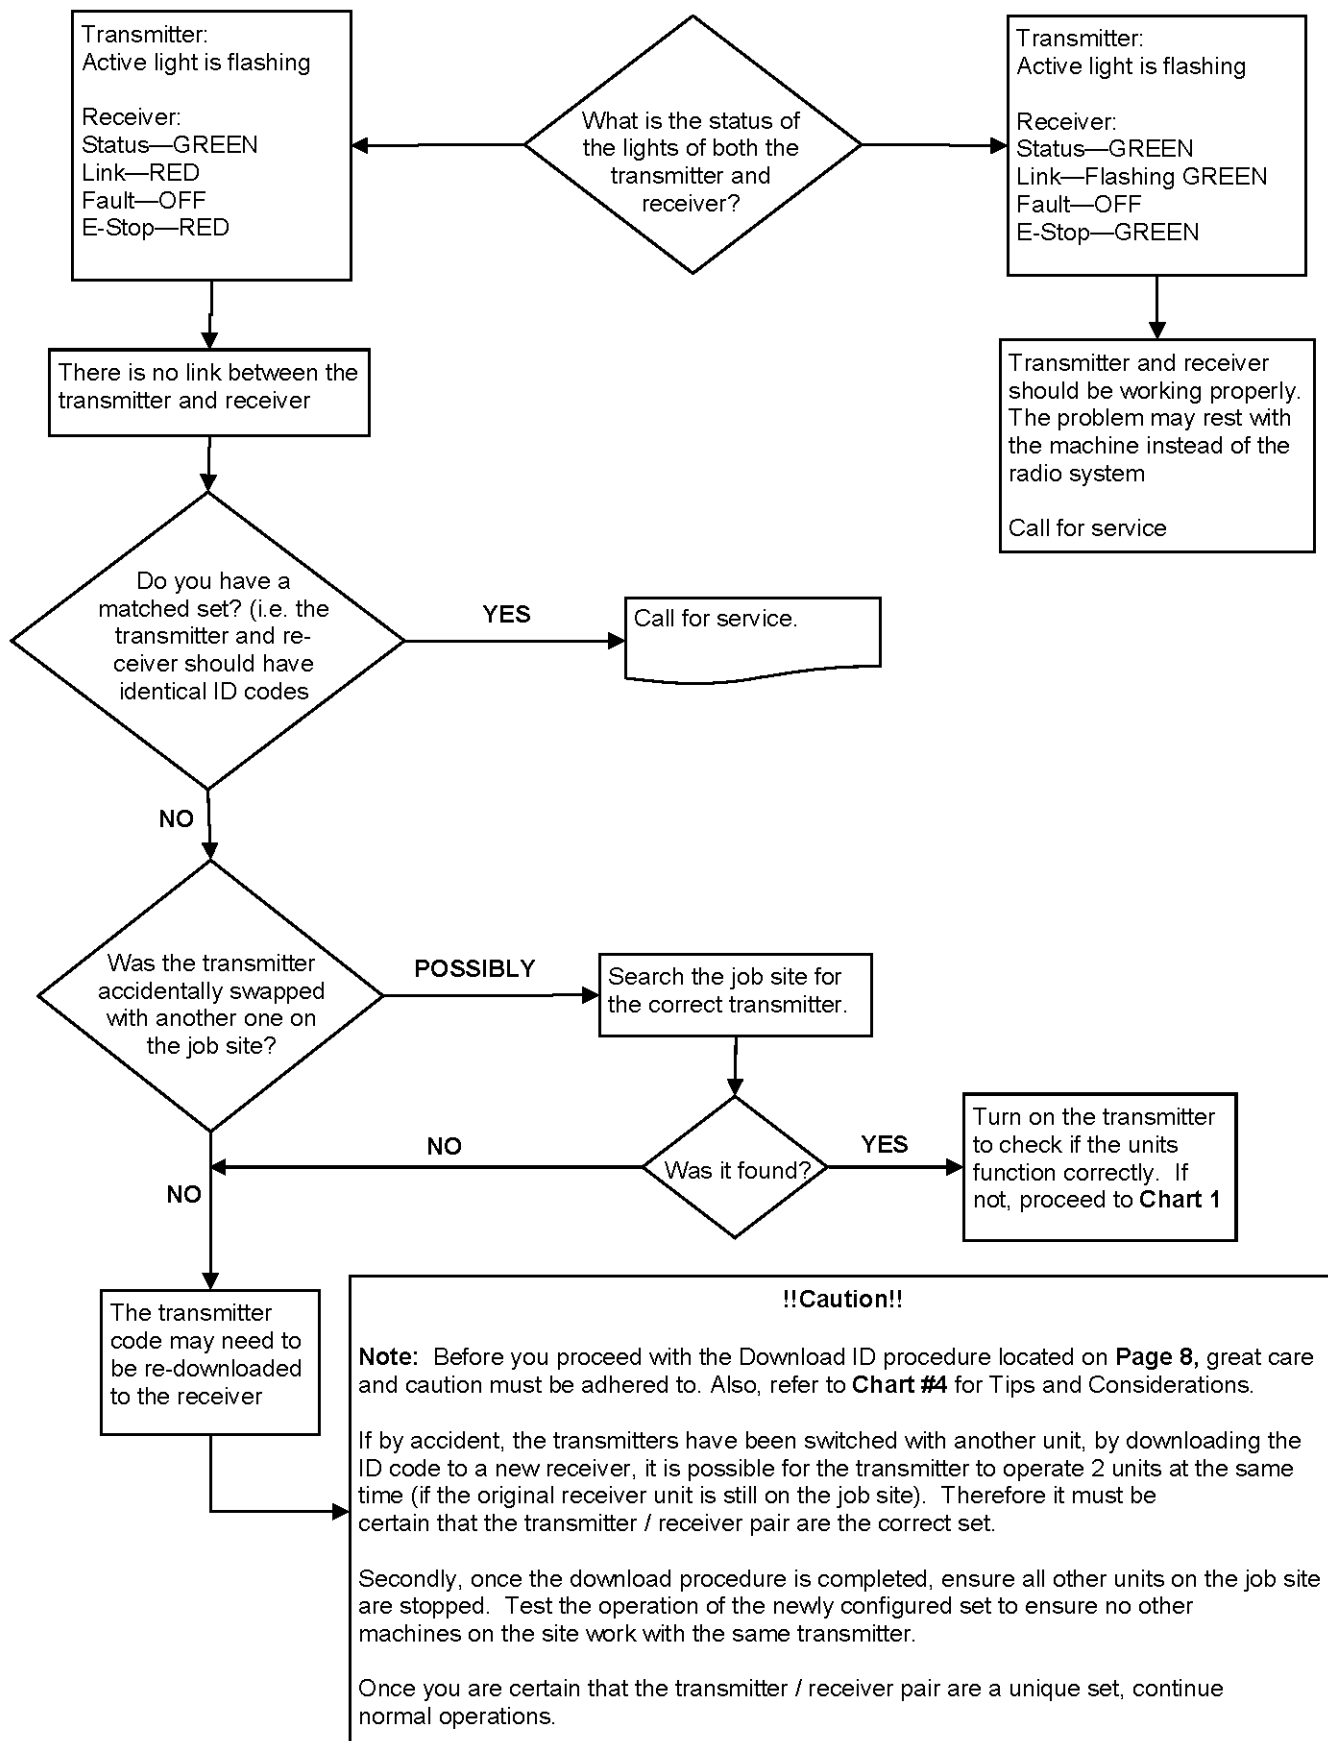 Transmitter:
Active light is flashing
Receiver:
Status—GREEN
Link—RED
Fault—OFF
E-Stop—RED
What is the status of
the lights of both the
transmitter and
receiver?
Transmitter:
Active light is flashing
Receiver:
Status—GREEN
Link—Flashing GREEN
Fault—OFF
E-Stop—GREEN
There is no link between the
transmitter and receiver
Transmitter and receiver
should be working properly.
The problem may rest with
the machine instead of the
radio system
Call for service
Do you have a
matched set? (i.e. the
transmitter and re-
ceiver should have
identical ID codes
YES
Call for service.
NO
Was the transmitter
accidentally swapped
with another one on
the job site?
POSSIBLY
Search the job site for
the correct transmitter.
Was it found?
YES
Turn on the transmitter
to check if the units
function correctly.  If
not, proceed to Chart 1
NO
NO
The transmitter
code may need to
be re-downloaded
to the receiver
!!Caution!!
Note:  Before you proceed with the Download ID procedure located on Page 8, great care
and caution must be adhered to. Also, refer to Chart #4 for Tips and Considerations.
If by accident, the transmitters have been switched with another unit, by downloading the
ID code to a new receiver, it is possible for the transmitter to operate 2 units at the same
time (if the original receiver unit is still on the job site).  Therefore it must be
certain that the transmitter / receiver pair are the correct set.
Secondly, once the download procedure is completed, ensure all other units on the job site
are stopped.  Test the operation of the newly configured set to ensure no other
machines on the site work with the same transmitter.
Once you are certain that the transmitter / receiver pair are a unique set, continue
normal operations.